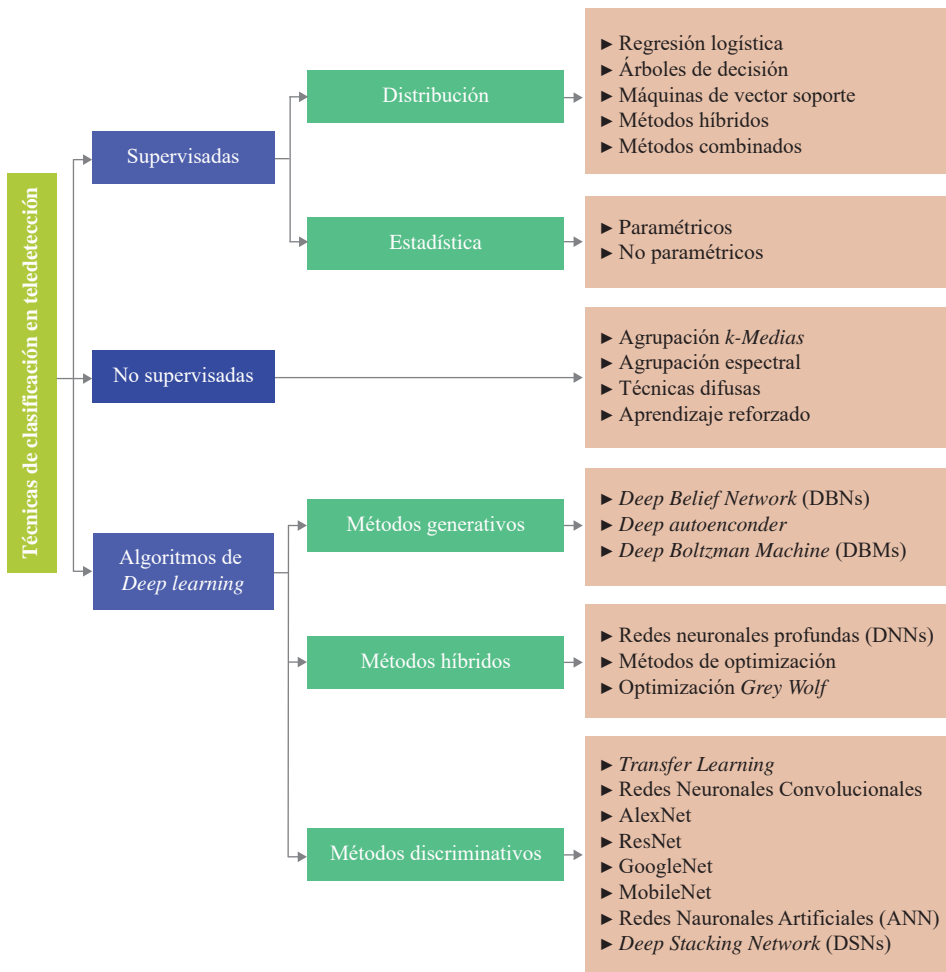 Técnicas de clasificación en teledetección
Supervisadas
Distribución
► Regresión logística
► Árboles de decisión
► Máquinas de vector soporte
► Métodos híbridos
► Métodos combinados
Estadística
► Paramétricos
► No paramétricos
No supervisadas
► Agrupación k-Medias
► Agrupación espectral
► Técnicas difusas
► Aprendizaje reforzado
Algoritmos de
Deep learning
Métodos generativos
► Deep Belief Network (DBNs)
► Deep autoenconder
► Deep Boltzman Machine (DBMs)
Métodos híbridos
► Redes neuronales profundas (DNNs)
► Métodos de optimización
► Optimización Grey Wolf
Métodos discriminativos
► Transfer Learning
► Redes Neuronales Convolucionales
► AlexNet
► ResNet
► GoogleNet
► MobileNet
► Redes Nauronales Artificiales (ANN)
► Deep Stacking Network (DSNs)